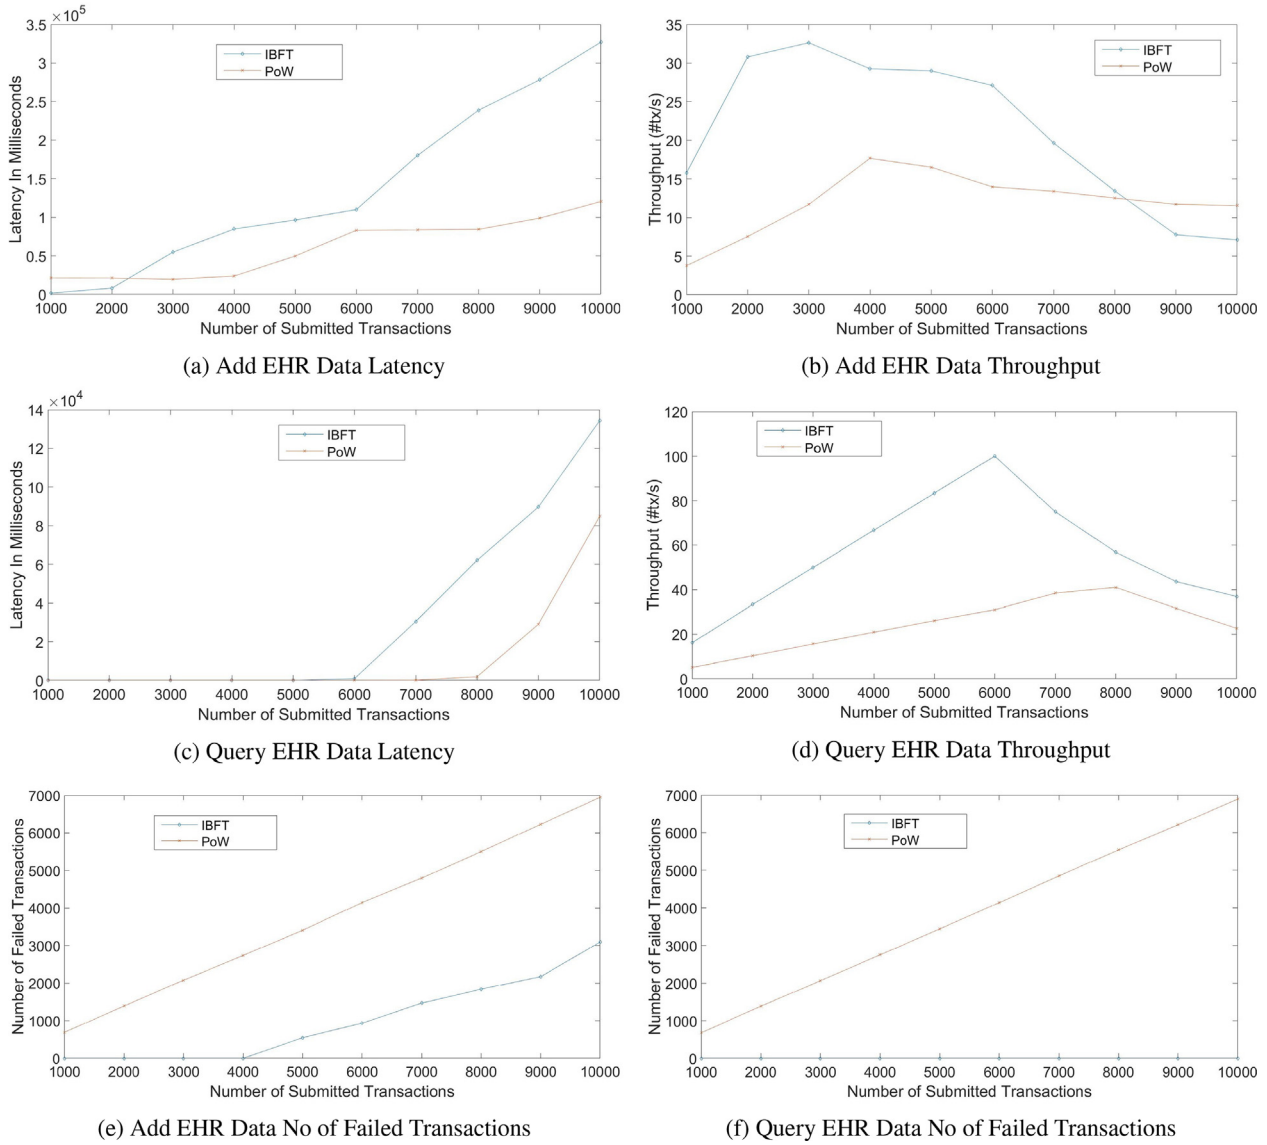 ×10^5
3.5
3
2.5
2
1.5
1
0.5
0
Latency In Milliseconds
IBFT
PoW
1000 2000 3000 4000 5000 6000 7000 8000 9000 10000
Number of Submitted Transactions
(a) Add EHR Data Latency
35
30
25
20
15
10
5
0
Throughput (#tx/s)
IBFT
PoW
1000 2000 3000 4000 5000 6000 7000 8000 9000 10000
Number of Submitted Transactions
(b) Add EHR Data Throughput
×10^4
14
12
10
8
6
4
2
0
Latency In Milliseconds
IBFT
PoW
1000 2000 3000 4000 5000 6000 7000 8000 9000 10000
Number of Submitted Transactions
(c) Query EHR Data Latency
120
100
80
60
40
20
0
Throughput (#tx/s)
IBFT
PoW
1000 2000 3000 4000 5000 6000 7000 8000 9000 10000
Number of Submitted Transactions
(d) Query EHR Data Throughput
7000
6000
5000
4000
3000
2000
1000
0
Number of Failed Transactions
IBFT
PoW
1000 2000 3000 4000 5000 6000 7000 8000 9000 10000
Number of Submitted Transactions
(e) Add EHR Data No of Failed Transactions
7000
6000
5000
4000
3000
2000
1000
0
Number of Failed Transactions
IBFT
PoW
1000 2000 3000 4000 5000 6000 7000 8000 9000 10000
Number of Submitted Transactions
(f) Query EHR Data No of Failed Transactions